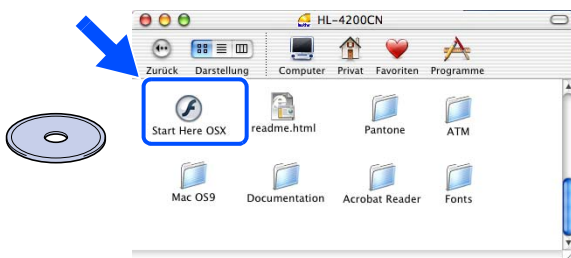 HL-4200CN
Zurück Darstellung Computer Privat Favoriten Programme
Start Here OSX readme.html Pantone ATM
Mac OS9 Documentation Acrobat Reader Fonts